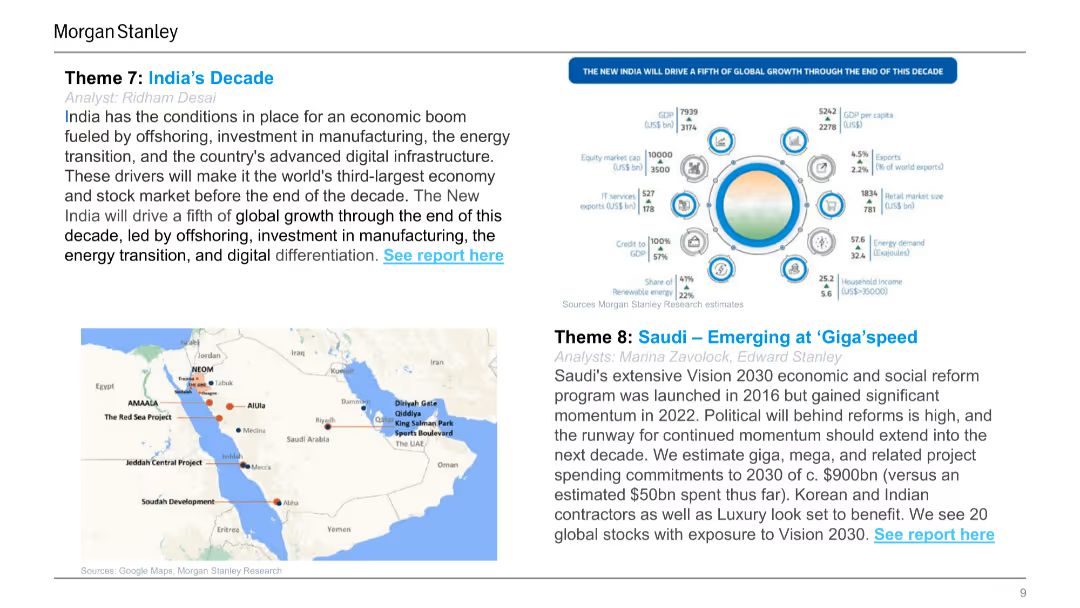 Morgan Stanley
Theme 7: India's Decade
Analyst: Ridham Desai
India has the conditions in place for an economic boom
fueled by offshoring, investment in manufacturing, the energy
transition, and the country's advanced digital infrastructure.
These drivers will make it the world's third-largest economy
and stock market before the end of the decade. The New
India will drive a fifth of global growth through the end of this
decade, led by offshoring, investment in manufacturing, the
energy transition, and digital differentiation. See report here
THE NEW INDIA WILL DRIVE A FIFTH OF GLOBAL GROWTH THROUGH THE END OF THIS DECADE
GDP (US$ bn) 7939 3174
5242 2278 GDP per capita (US$)
Equity market cap (US$ bn) 10000 3500
4.5% 2.2% Exports (% of world exports)
IT services exports (US$ bn) 527 178
1834 781 Retail market size (US$ bn)
Credit to GDP 100% 57%
57.6 32.4 Energy demand (Exajoules)
Share of Renewable energy 41% 22%
25.2 5.6 Household income (US$>35000)
Sources Morgan Stanley Research estimates
Israel
Jordan
Iraq
Iran
Kuwait
Egypt
NEOM
Tabuk
AMAALA
AlUla
The Red Sea Project
Medina
Dammam
Qatar
Riyadh
Saudi Arabia
Diriyah Gate
Qiddiya
King Salman Park
Sports Boulevard
The UAE
Oman
Jeddah Central Project
Jeddah
Mecca
Soudah Development
Abha
Eritrea
Yemen
Sources: Google Maps, Morgan Stanley Research
Theme 8: Saudi – Emerging at 'Giga'speed
Analysts: Marina Zavolock, Edward Stanley
Saudi's extensive Vision 2030 economic and social reform
program was launched in 2016 but gained significant
momentum in 2022. Political will behind reforms is high, and
the runway for continued momentum should extend into the
next decade. We estimate giga, mega, and related project
spending commitments to 2030 of c. $900bn (versus an
estimated $50bn spent thus far). Korean and Indian
contractors as well as Luxury look set to benefit. We see 20
global stocks with exposure to Vision 2030. See report here
9